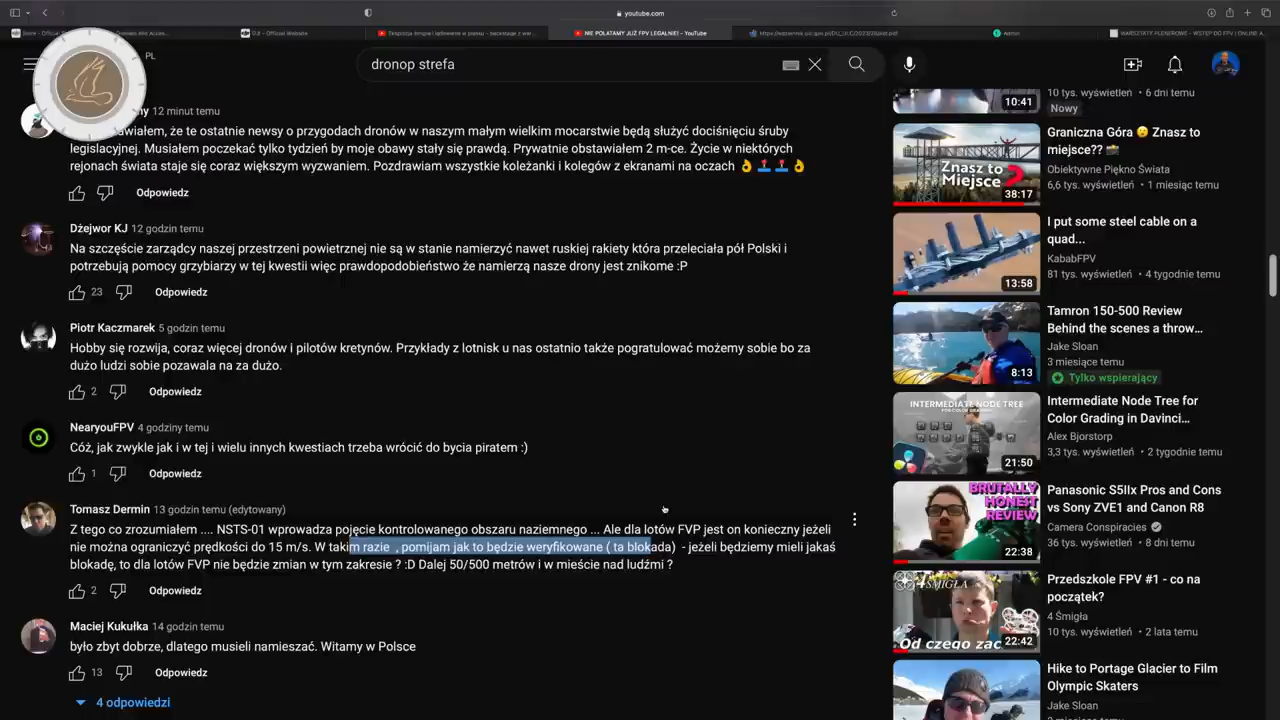 youtube.com
DJI - Official Website
NIE POLATAMY JUŻ FPV LEGALNIE! - YouTube
admin
PL
dronop strefa
12 minut temu
że te ostatnie newsy o przygodach dronów w naszym małym wielkim mocarstwie będą służyć dociśnięciu śruby
legislacyjnej. Musiałem poczekać tylko tydzień by moje obawy stały się prawdą. Prywatnie obstawiałem 2 m-ce. Życie w niektórych
rejonach świata staje się coraz większym wyzwaniem. Pozdrawiam wszystkie koleżanki i kolegów z ekranami na oczach 👌🕹️🕹️👌
Odpowiedz
Dżejwor KJ 12 godzin temu
Na szczęście zarządcy naszej przestrzeni powietrznej nie są w stanie namierzyć nawet ruskiej rakiety która przeleciała pół Polski i
potrzebują pomocy grzybiarzy w tej kwestii więc prawdopodobieństwo że namierzą nasze drony jest znikome :P
23 Odpowiedz
Piotr Kaczmarek 5 godzin temu
Hobby się rozwija, coraz więcej dronów i pilotów kretynów. Przykłady z lotnisk u nas ostatnio także pogratulować możemy sobie bo za
dużo ludzi sobie pozawala na za dużo.
2 Odpowiedz
NearyouFPV 4 godziny temu
Cóż, jak zwykle jak i w tej i wielu innych kwestiach trzeba wrócić do bycia piratem :)
1 Odpowiedz
Tomasz Dermin 13 godzin temu (edytowany)
Z tego co zrozumiałem .... NSTS-01 wprowadza pojęcie kontrolowanego obszaru naziemnego ... Ale dla lotów FVP jest on konieczny jeżeli
nie można ograniczyć prędkości do 15 m/s. W takim razie , pomijam jak to będzie weryfikowane ( ta blokada) - jeżeli będziemy mieli jakaś
blokadę, to dla lotów FVP nie będzie zmian w tym zakresie ? :D Dalej 50/500 metrów i w mieście nad ludźmi ?
2 Odpowiedz
Maciej Kukułka 14 godzin temu
było zbyt dobrze, dlatego musieli namieszać. Witamy w Polsce
13 Odpowiedz
4 odpowiedzi
10:41
10 tys. wyświetleń • 6 dni temu
Nowy
Znasz to
Miejsce ?
38:17
Graniczna Góra 😮 Znasz to
miejsce?? 📸
Obiektywne Piękno Świata
6,6 tys. wyświetleń • 1 miesiąc temu
13:58
I put some steel cable on a
quad...
KababFPV
81 tys. wyświetleń • 4 tygodnie temu
8:13
Tamron 150-500 Review
Behind the scenes a throw...
Jake Sloan
3 miesiące temu
Tylko wspierający
INTERMEDIATE NODE TREE
21:50
Intermediate Node Tree for
Color Grading in Davinci...
Alex Bjorstorp
3,3 tys. wyświetleń • 2 tygodnie temu
BRUTALLY
HONEST
REVIEW
22:38
Panasonic S5IIx Pros and Cons
vs Sony ZVE1 and Canon R8
Camera Conspiracies
36 tys. wyświetleń • 8 dni temu
4 ŚMIGŁA
Od czego zac
22:42
Przedszkole FPV #1 - co na
początek?
4 Śmigła
10 tys. wyświetleń • 2 lata temu
Hike to Portage Glacier to Film
Olympic Skaters
Jake Sloan